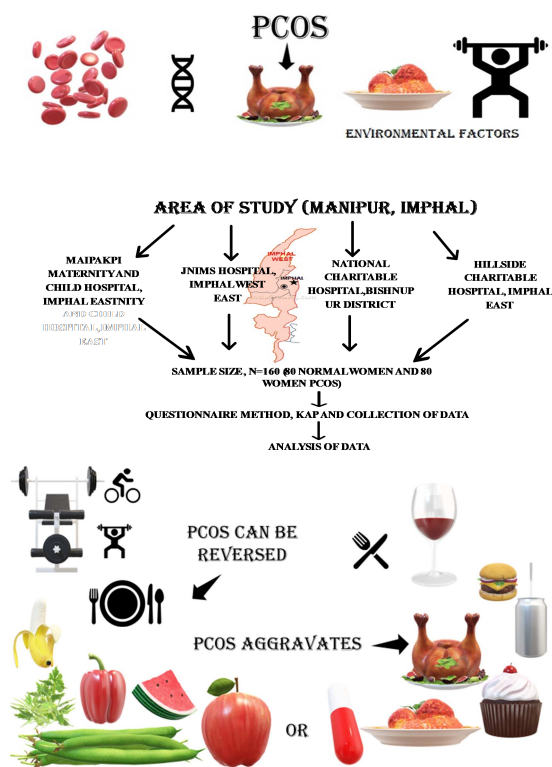 PCOS
ENVIRONMENTAL FACTORS
AREA OF STUDY (MANIPUR, IMPHAL)
MAIPAKPI
MATERNITYAND
CHILD HOSPITAL,
IMPHAL EASTNITY
AND CHILD
HOSPITAL,IMPHAL
EAST
JNIMS HOSPITAL,
IMPHAL WEST
EAST
IMPHAL
WEST
IMPHAL
NATIONAL
CHARITABLE
HOSPITAL,BISHNUP
UR DISTRICT
HILLSIDE
CHARITABLE
HOSPITAL, IMPHAL
EAST
SAMPLE SIZE, N=160 (80 NORMAL WOMEN AND 80
WOMEN PCOS)
QUESTIONNAIRE METHOD, KAP AND COLLECTION OF DATA
ANALYSIS OF DATA
PCOS CAN BE
REVERSED
PCOS AGGRAVATES
OR